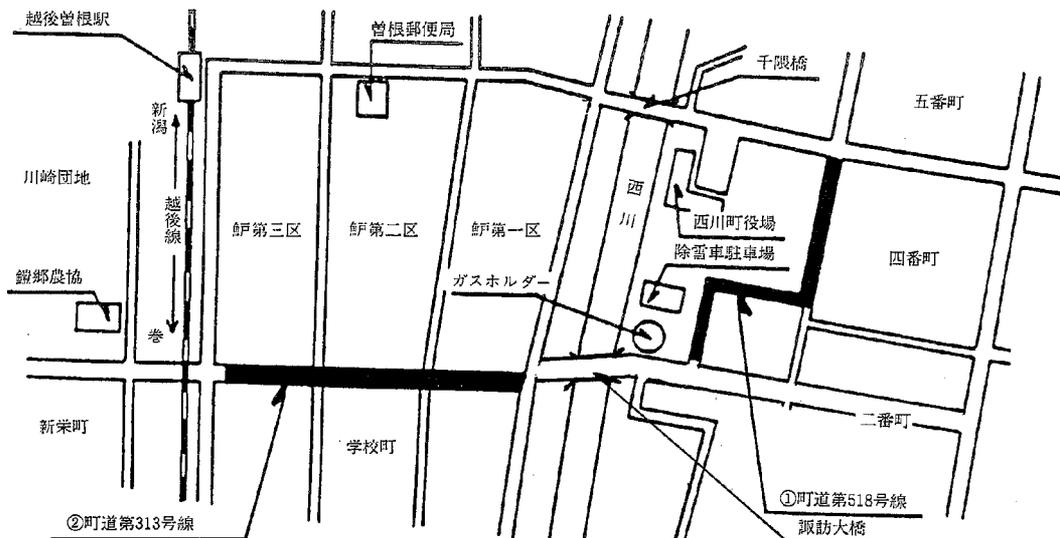 越後曽根駅
曽根郵便局
千隈橋
五番町
新潟
川崎団地
越後線
西川
鲈第三区
鲈第二区
鲈第一区
西川町役場
除雪車駐車場
四番町
鎧郷農協
ガスホルダー
巻
新栄町
学校町
二番町
①町道第518号線
②町道第313号線
諏訪大橋